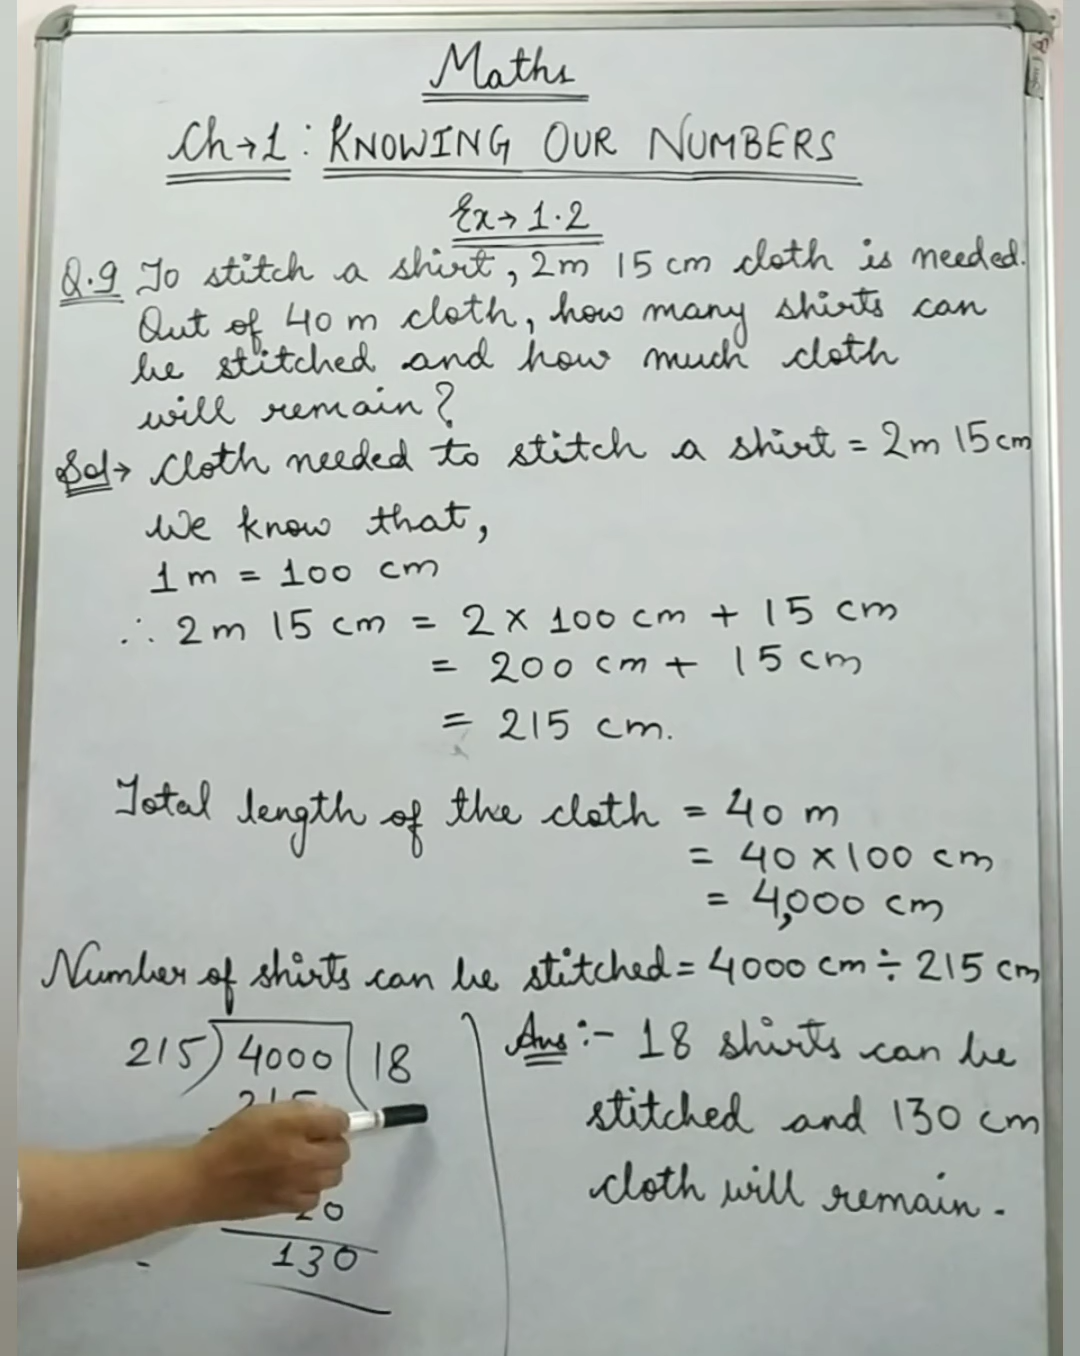 Maths
Ch→1: KNOWING OUR NUMBERS
Ex→ 1.2
Q.9 To stitch a shirt, 2m 15 cm cloth is needed.
Out of 40 m cloth, how many shirts can
be stitched and how much cloth
will remain?
Sol→ Cloth needed to stitch a shirt = 2m 15 cm
We know that,
1m = 100 cm
∴ 2m 15 cm = 2 × 100 cm + 15 cm
= 200 cm + 15 cm
= 215 cm.
Total length of the cloth = 40 m
= 40 × 100 cm
= 4,000 cm
Number of shirts can be stitched = 4000 cm ÷ 215 cm
215 ) 4000 ( 18
215
20
130
Ans :- 18 shirts can be
stitched and 130 cm
cloth will remain.